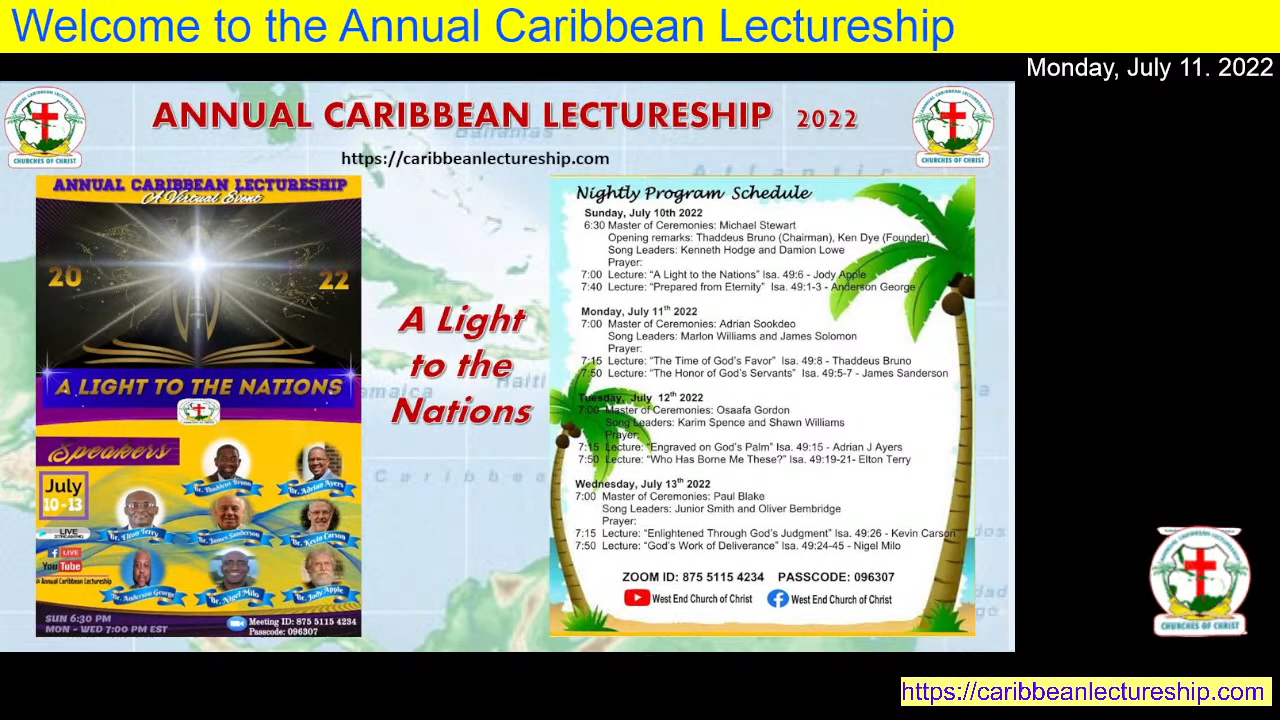 Welcome to the Annual Caribbean Lectureship
Monday, July 11. 2022
ANNUAL CARIBBEAN LECTURESHIP 2022
https://caribbeanlectureship.com
CHURCHES OF CHRIST
CHURCHES OF CHRIST
ANNUAL CARIBBEAN LECTURESHIP
A Virtual Event
20 22
A LIGHT TO THE NATIONS
Speakers
July
10-13
Br. Thaddeus Bruno
Br. Adrian Ayers
Br. Elton Terry
Br. James Sanderson
Br. Kevin Carson
Br. Anderson George
Br. Nigel Milo
Br. Jody Apple
LIVE
STREAMING
LIVE
YouTube
Annual Caribbean Lectureship
SUN 6:30 PM
MON - WED 7:00 PM EST
Meeting ID: 875 5115 4234
Passcode: 096307
A Light
to the
Nations
Nightly Program Schedule
Sunday, July 10th 2022
6:30 Master of Ceremonies: Michael Stewart
Opening remarks: Thaddeus Bruno (Chairman), Ken Dye (Founder)
Song Leaders: Kenneth Hodge and Damion Lowe
Prayer:
7:00 Lecture: “A Light to the Nations” Isa. 49:6 - Jody Apple
7:40 Lecture: “Prepared from Eternity” Isa. 49:1-3 - Anderson George
Monday, July 11th 2022
7:00 Master of Ceremonies: Adrian Sookdeo
Song Leaders: Marlon Williams and James Solomon
Prayer:
7:15 Lecture: “The Time of God’s Favor” Isa. 49:8 - Thaddeus Bruno
7:50 Lecture: “The Honor of God’s Servants” Isa. 49:5-7 - James Sanderson
Tuesday, July 12th 2022
7:00 Master of Ceremonies: Osaafa Gordon
Song Leaders: Karim Spence and Shawn Williams
Prayer:
7:15 Lecture: “Engraved on God’s Palm” Isa. 49:15 - Adrian J Ayers
7:50 Lecture: “Who Has Borne Me These?” Isa. 49:19-21- Elton Terry
Wednesday, July 13th 2022
7:00 Master of Ceremonies: Paul Blake
Song Leaders: Junior Smith and Oliver Bembridge
Prayer:
7:15 Lecture: “Enlightened Through God’s Judgment” Isa. 49:26 - Kevin Carson
7:50 Lecture: “God’s Work of Deliverance” Isa. 49:24-45 - Nigel Milo
ZOOM ID: 875 5115 4234 PASSCODE: 096307
West End Church of Christ West End Church of Christ
Bahamas
Atlantic
Haiti
Caribbe
CHURCHES OF CHRIST
https://caribbeanlectureship.com